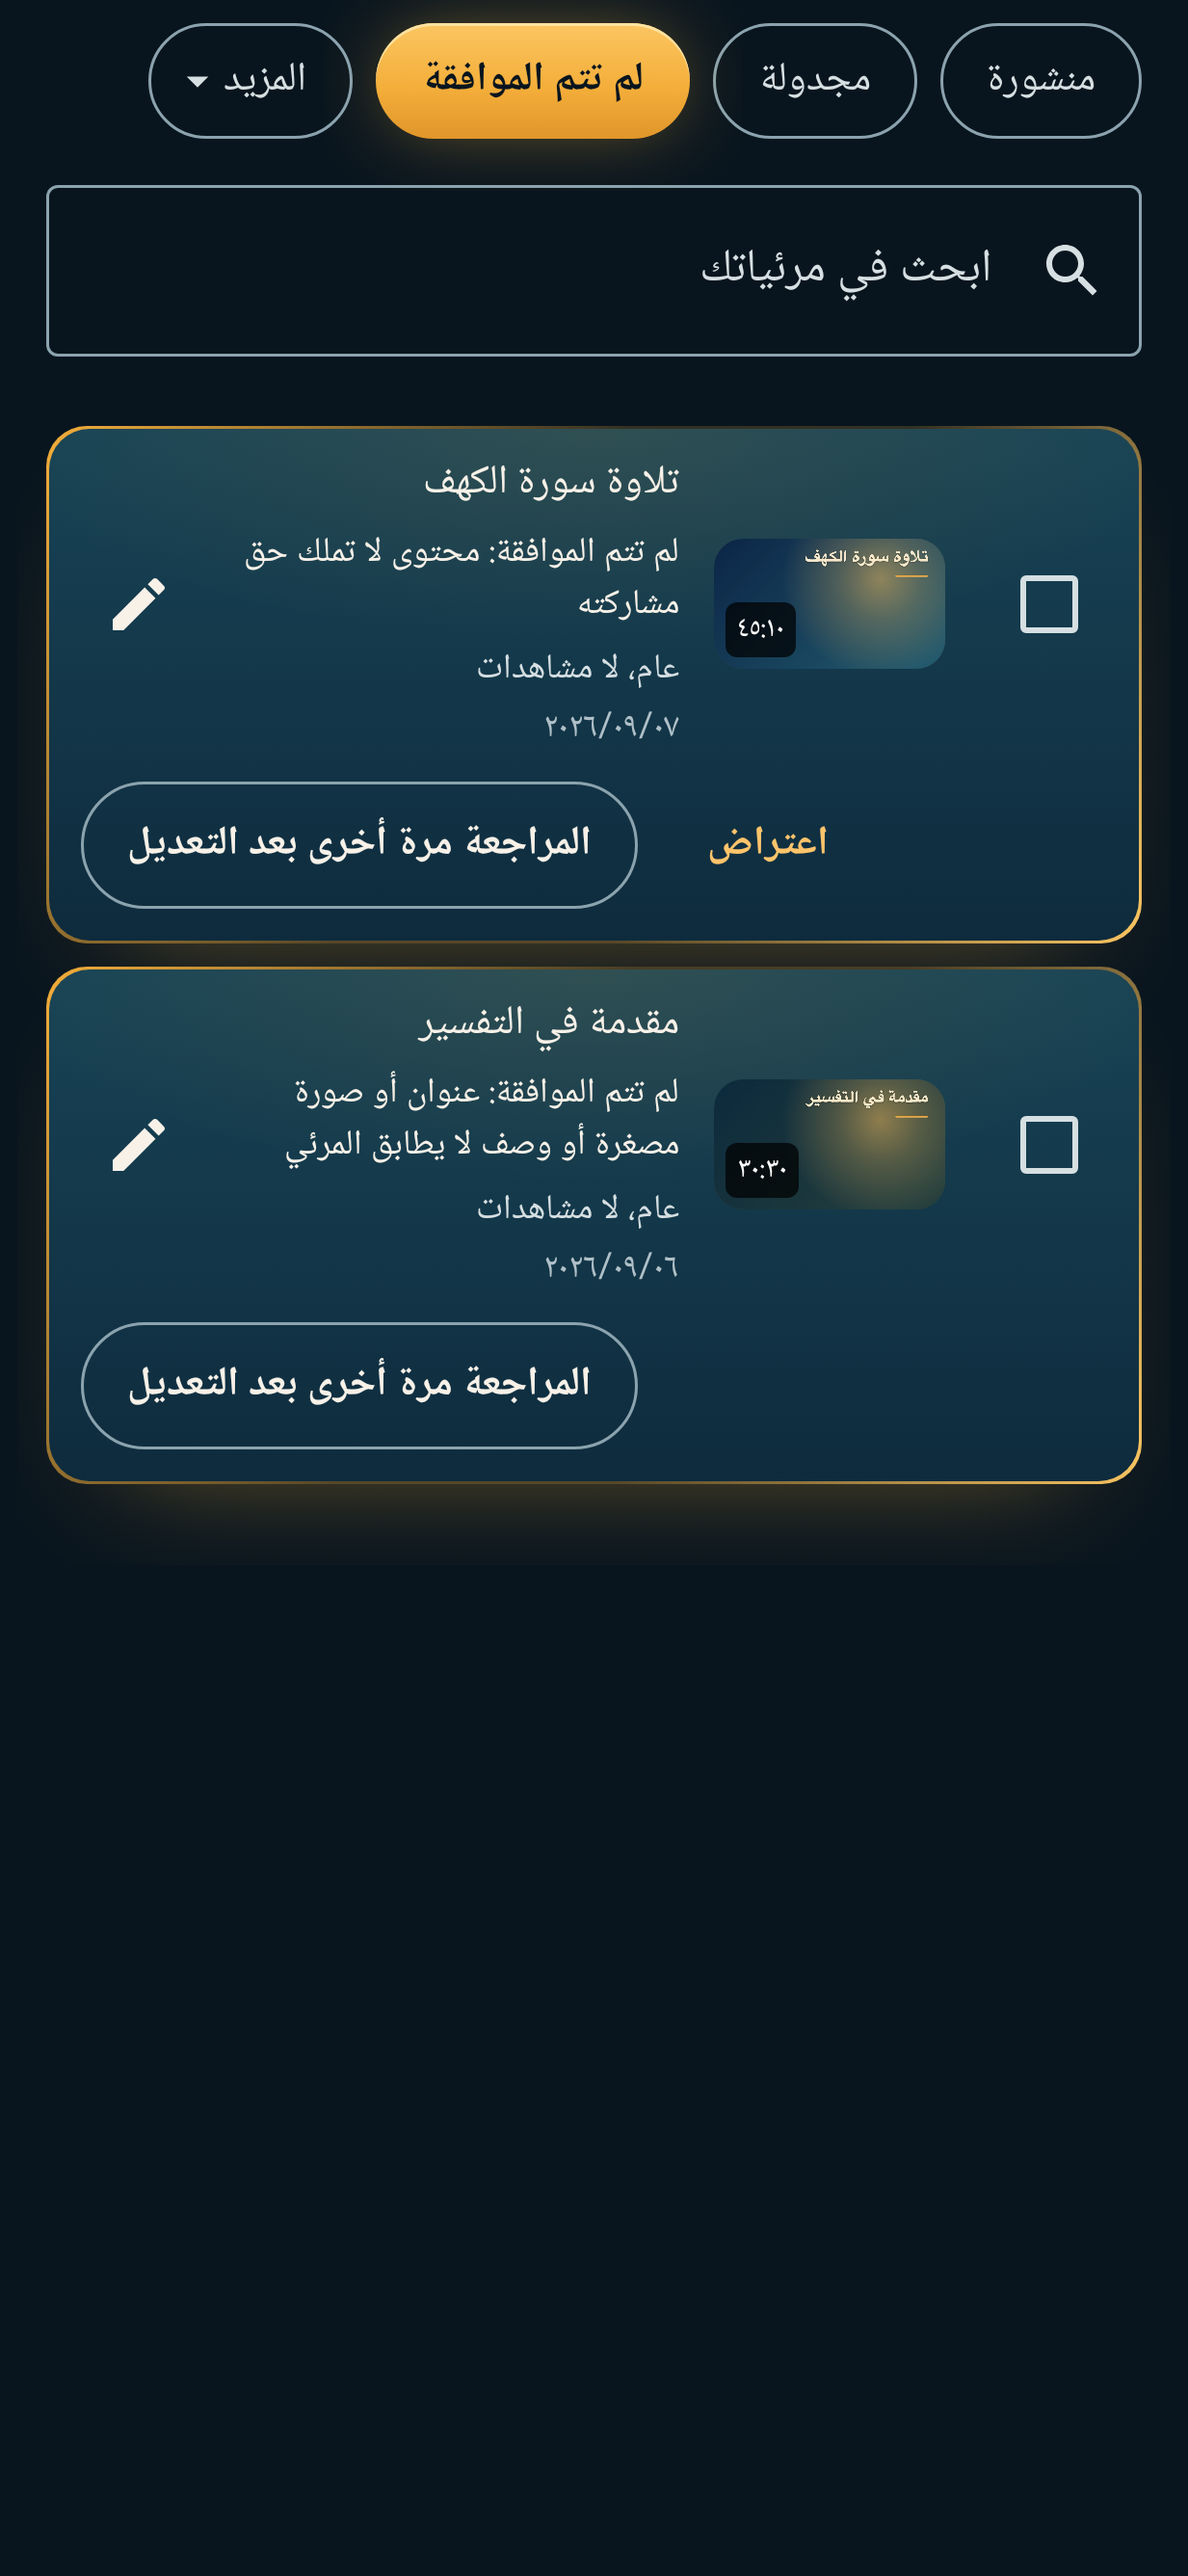 منشورة
مجدولة
لم تتم الموافقة
المزيد
ابحث في مرئياتك
تلاوة سورة الكهف
لم تتم الموافقة: محتوى لا تملك حق
مشاركته
عام، لا مشاهدات
٢٠٢٦/٠٩/٠٧
تلاوة سورة الكهف
٤٥:١٠
اعتراض
المراجعة مرة أخرى بعد التعديل
مقدمة في التفسير
لم تتم الموافقة: عنوان أو صورة
مصغرة أو وصف لا يطابق المرئي
عام، لا مشاهدات
٢٠٢٦/٠٩/٠٦
مقدمة في التفسير
٣٠:٣٠
المراجعة مرة أخرى بعد التعديل